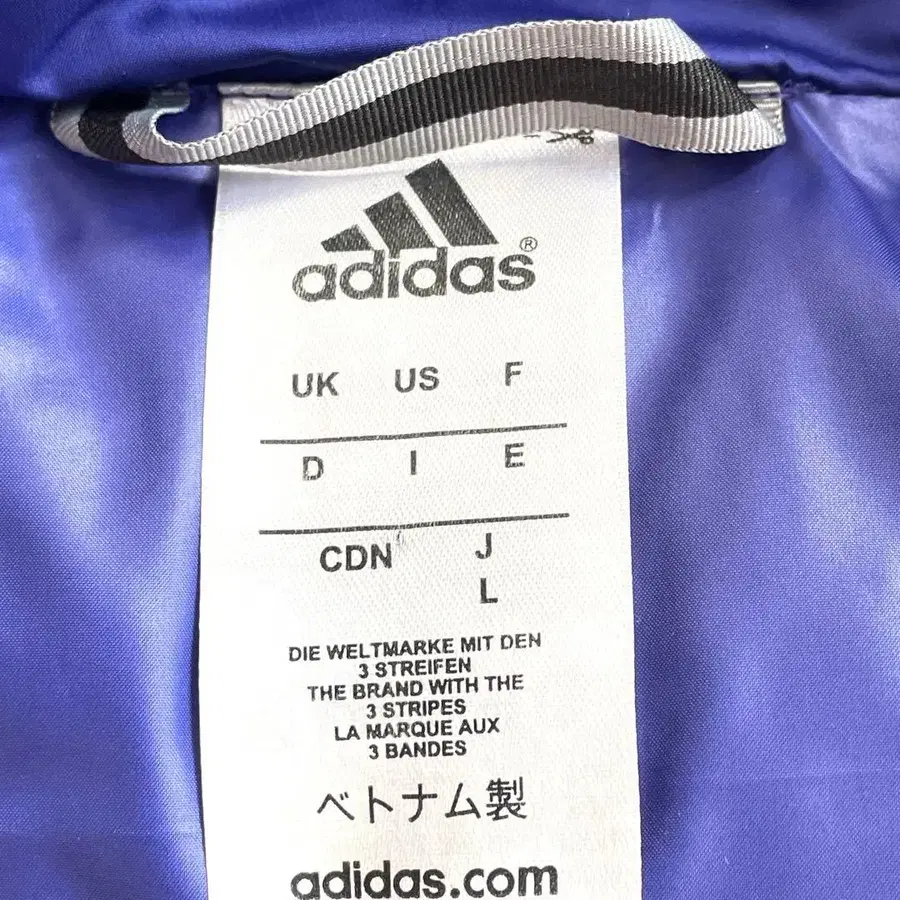 adidas®
UK US F
D I E
CDN J
L
DIE WELTMARKE MIT DEN
3 STREIFEN
THE BRAND WITH THE
3 STRIPES
LA MARQUE AUX
3 BANDES
ベトナム製
adidas.com